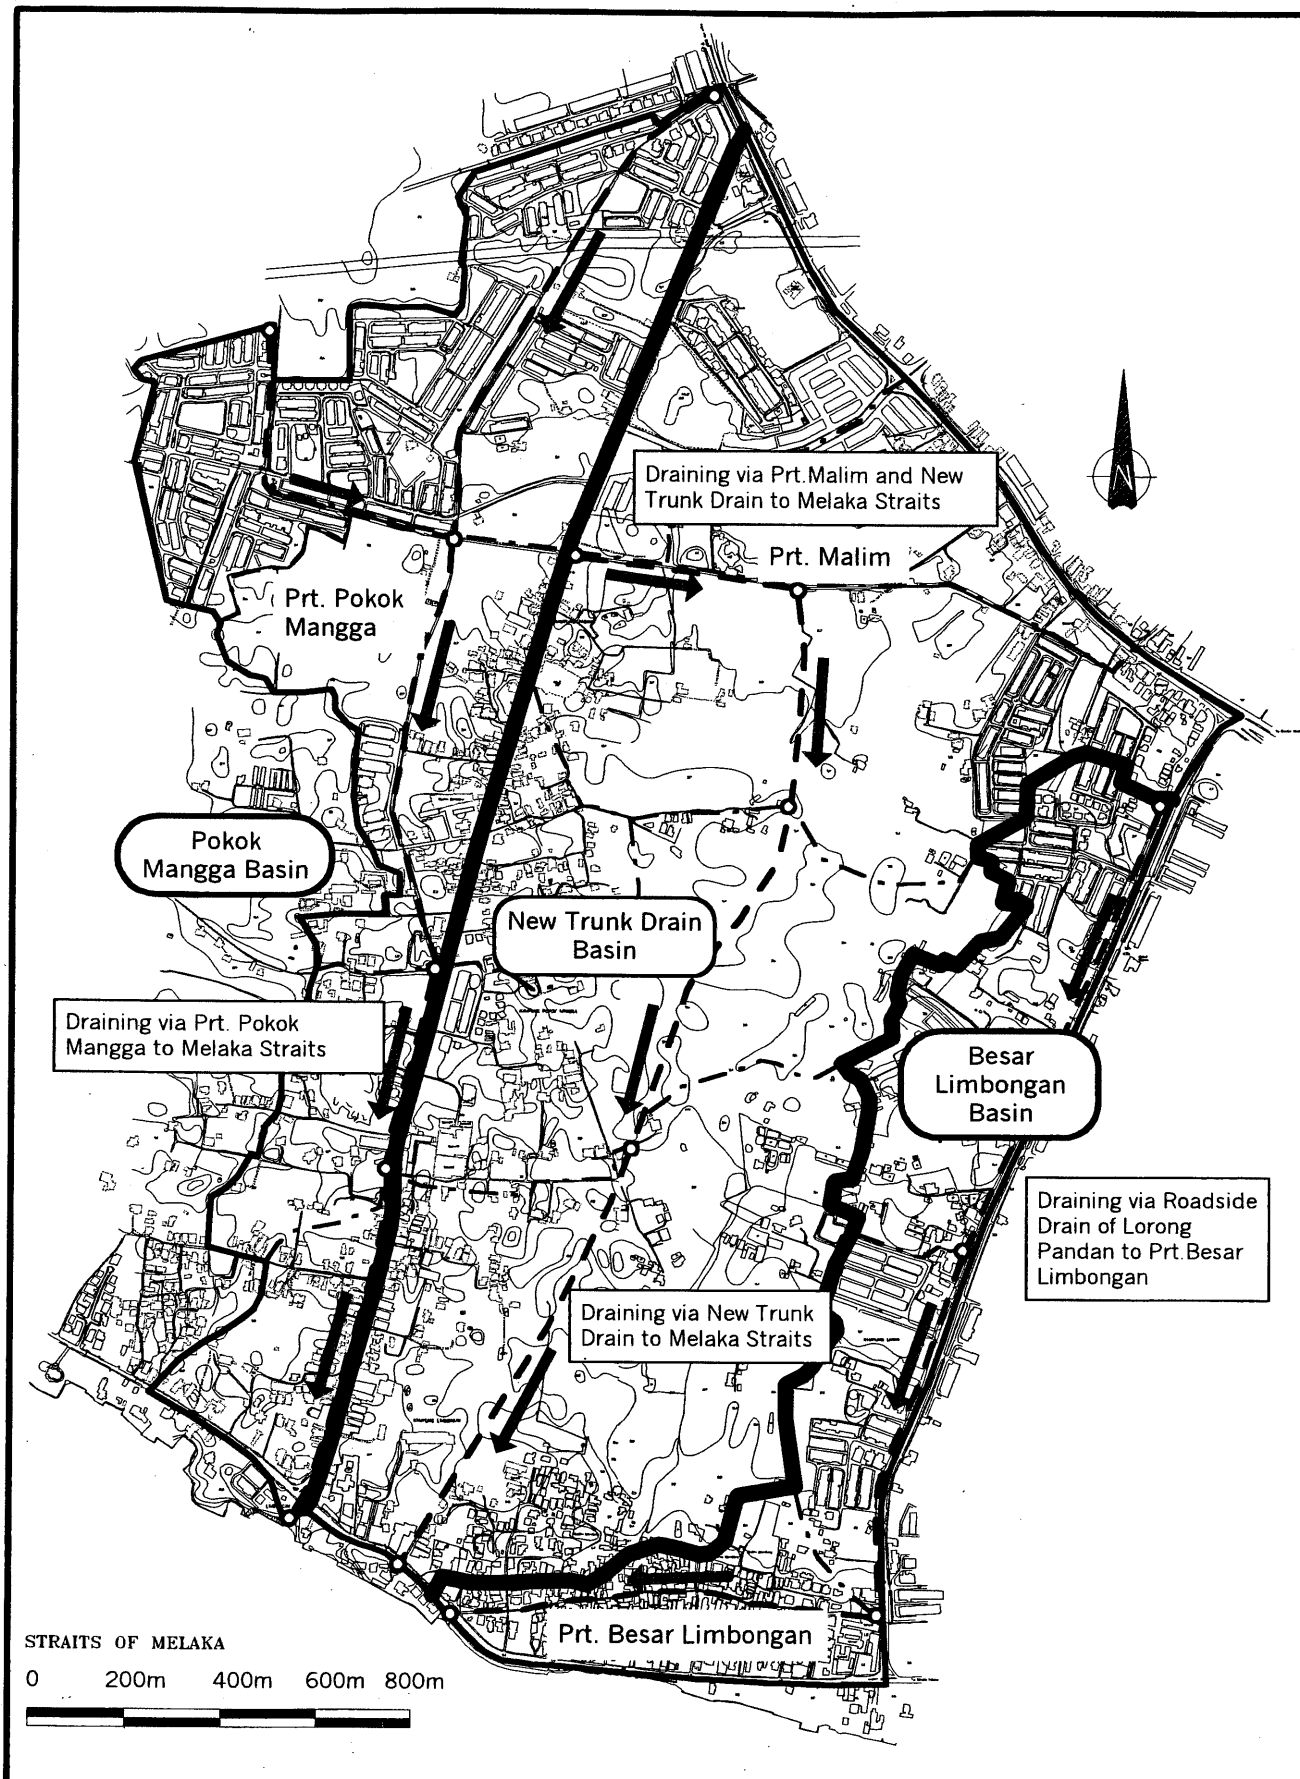 Draining via Prt.Malim and New
Trunk Drain to Melaka Straits
Prt. Malim
N
Prt. Pokok
Mangga
Pokok
Mangga Basin
New Trunk Drain
Basin
Draining via Prt. Pokok
Mangga to Melaka Straits
Besar
Limbongan
Basin
Draining via Roadside
Drain of Lorong
Pandan to Prt.Besar
Limbongan
Draining via New Trunk
Drain to Melaka Straits
Prt. Besar Limbongan
STRAITS OF MELAKA
0 200m 400m 600m 800m